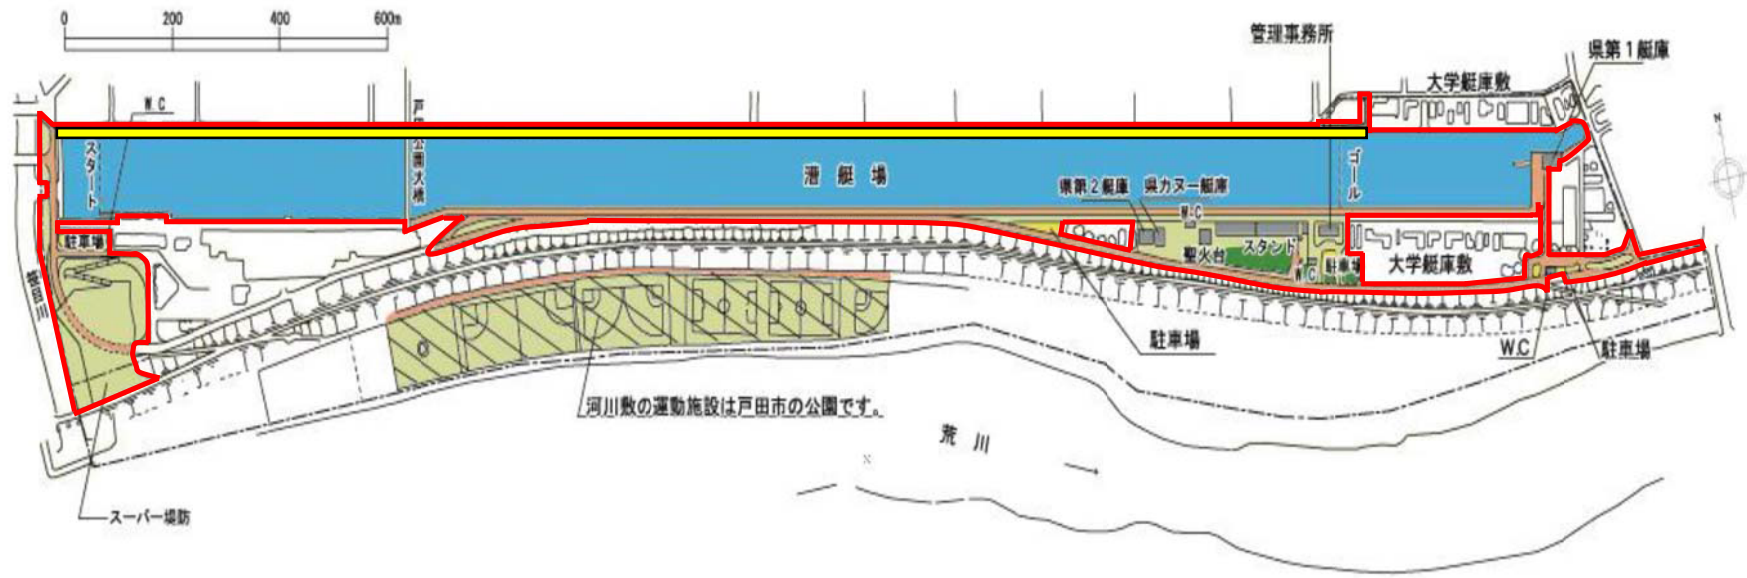 0 200 400 600m
管理事務所
県第1艇庫
大学艇庫敷
W.C
戸田公園大橋
N
スタート
漕艇場
ゴール
県第2艇庫
県カヌー艇庫
W.C
駐車場
聖火台
スタンド
W.C
駐車場
大学艇庫敷
駐車場
W.C
駐車場
河川敷の運動施設は戸田市の公園です。
荒川
スーパー堤防